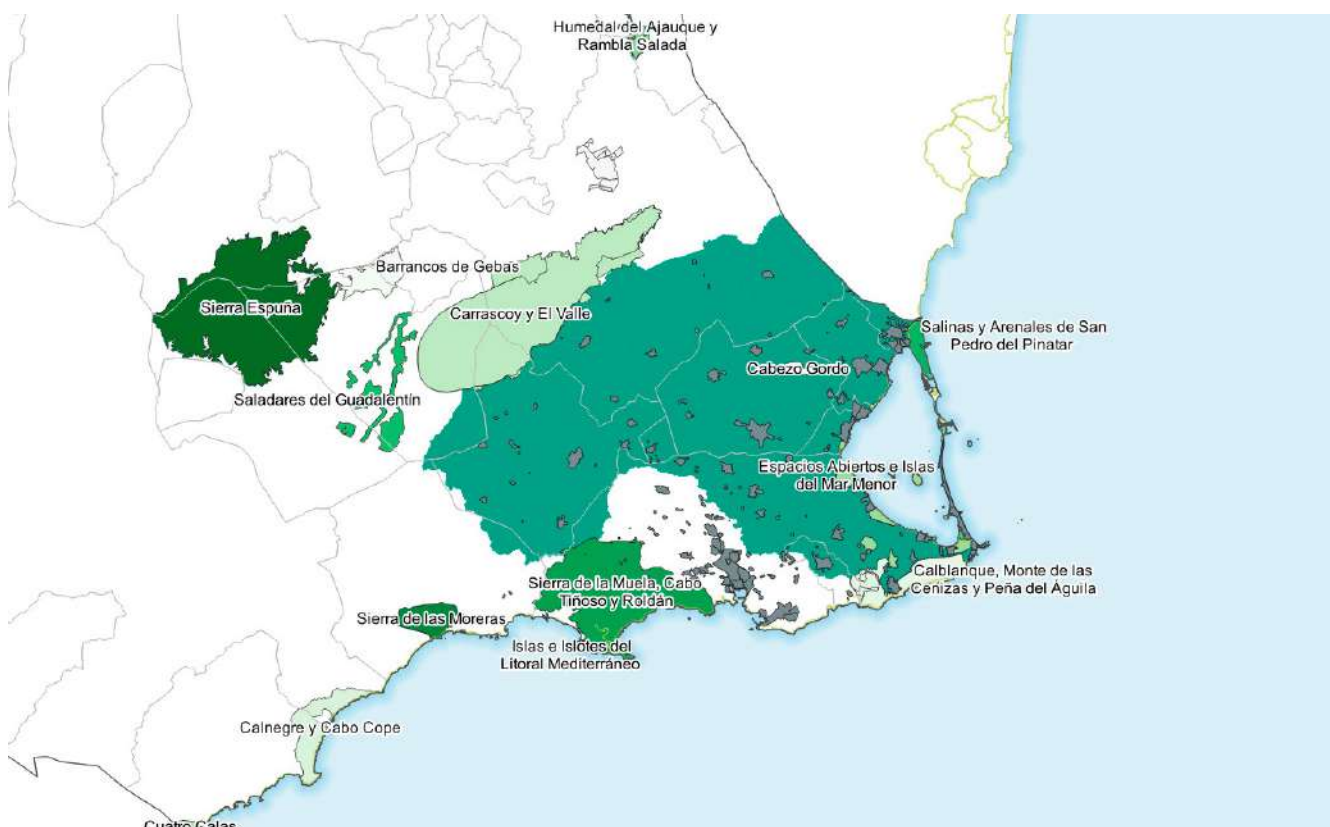 Humedal del Ajauque y
Rambla Salada
Barrancos de Gebas
Sierra Espuña
Carrascoy y El Valle
Salinas y Arenales de San
Pedro del Pinatar
Cabezo Gordo
Saladares del Guadalentín
Espacios Abiertos e Islas
del Mar Menor
Calblanque, Monte de las
Cenizas y Peña del Águila
Sierra de la Muela, Cabo
Tiñoso y Roldán
Sierra de las Moreras
Islas e Islotes del
Litoral Mediterráneo
Calnegre y Cabo Cope
Cuatro Calas